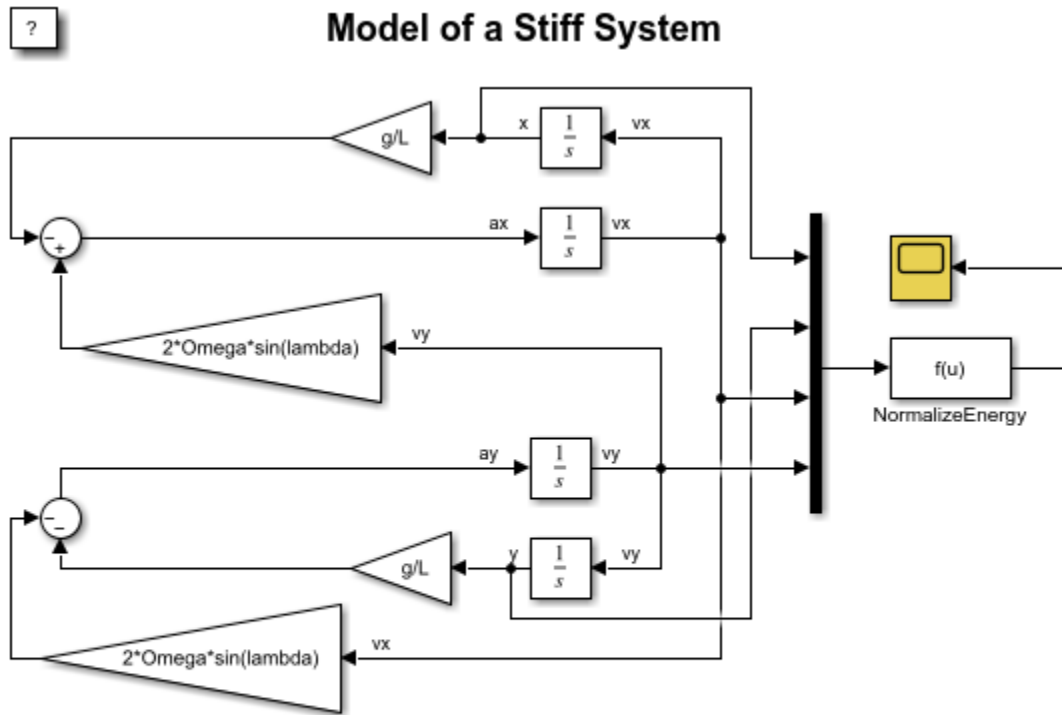 ?
Model of a Stiff System
g/L
x
1
s
vx
−
+
ax
1
s
vx
2*Omega*sin(lambda)
vy
f(u)
NormalizeEnergy
ay
1
s
vy
−
−
g/L
y
1
s
vy
2*Omega*sin(lambda)
vx